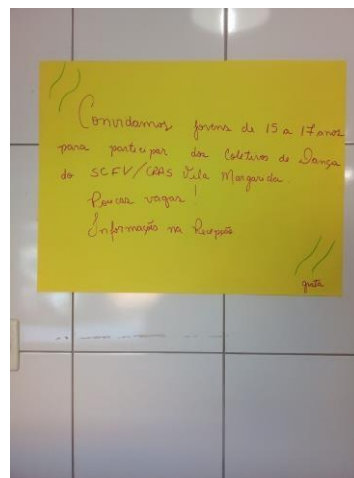 Convidamos jovens de 15 a 17 anos
para participar dos Coletivos de Dança
do SCFV/CRAS Vila Margarida.
Poucas vagas!
Informação na Recepção
gratis